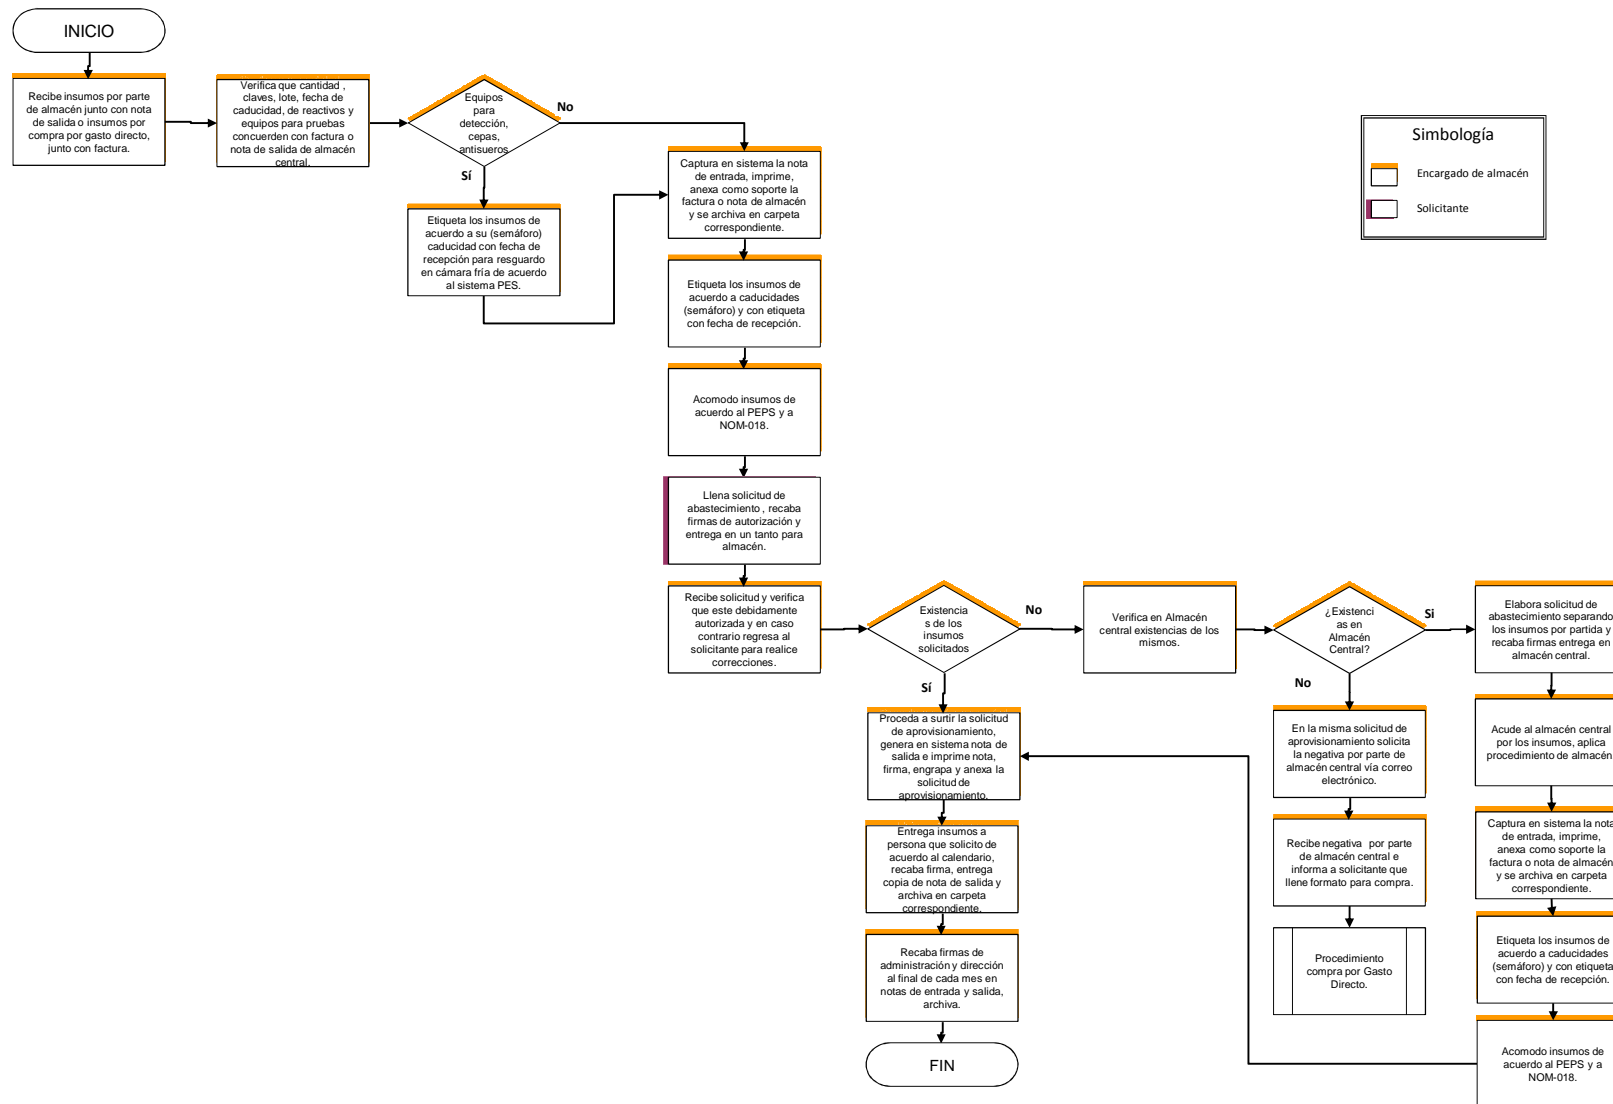 INICIO
Recibe insumos por parte
de almacén junto con nota
de salida o insumos por
compra por gasto directo,
junto con factura.
Verifica que cantidad ,
claves, lote, fecha de
caducidad, de reactivos y
equipos para pruebas
concuerden con factura o
nota de salida de almacén
central.
Equipos
para
detección,
cepas,
antisueros
No
Sí
Etiqueta los insumos de
acuerdo a su (semáforo)
caducidad con fecha de
recepción para resguardo
en cámara fría de acuerdo
al sistema PES.
Captura en sistema la nota
de entrada, imprime,
anexa como soporte la
factura o nota de almacén
y se archiva en carpeta
correspondiente.
Etiqueta los insumos de
acuerdo a caducidades
(semáforo) y con etiqueta
con fecha de recepción.
Acomodo insumos de
acuerdo al PEPS y a
NOM-018.
Llena solicitud de
abastecimiento , recaba
firmas de autorización y
entrega en un tanto para
almacén.
Recibe solicitud y verifica
que este debidamente
autorizada y en caso
contrario regresa al
solicitante para realice
correcciones.
Existencia
s de los
insumos
solicitados
No
Sí
Verifica en Almacén
central existencias de los
mismos.
¿Existenci
as en
Almacén
Central?
Si
No
Elabora solicitud de
abastecimiento separando
los insumos por partida y
recaba firmas entrega en
almacén central.
Proceda a surtir la solicitud
de aprovisionamiento,
genera en sistema nota de
salida e imprime nota,
firma, engrapa y anexa la
solicitud de
aprovisionamiento.
Entrega insumos a
persona que solicito de
acuerdo al calendario,
recaba firma, entrega
copia de nota de salida y
archiva en carpeta
correspondiente.
Recaba firmas de
administración y dirección
al final de cada mes en
notas de entrada y salida,
archiva.
FIN
En la misma solicitud de
aprovisionamiento solicita
la negativa por parte de
almacén central vía correo
electrónico.
Recibe negativa por parte
de almacén central e
informa a solicitante que
llene formato para compra.
Procedimiento
compra por Gasto
Directo.
Acude al almacén central
por los insumos, aplica
procedimiento de almacén
Captura en sistema la nota
de entrada, imprime,
anexa como soporte la
factura o nota de almacén
y se archiva en carpeta
correspondiente.
Etiqueta los insumos de
acuerdo a caducidades
(semáforo) y con etiqueta
con fecha de recepción.
Acomodo insumos de
acuerdo al PEPS y a
NOM-018.
Simbología
Encargado de almacén
Solicitante